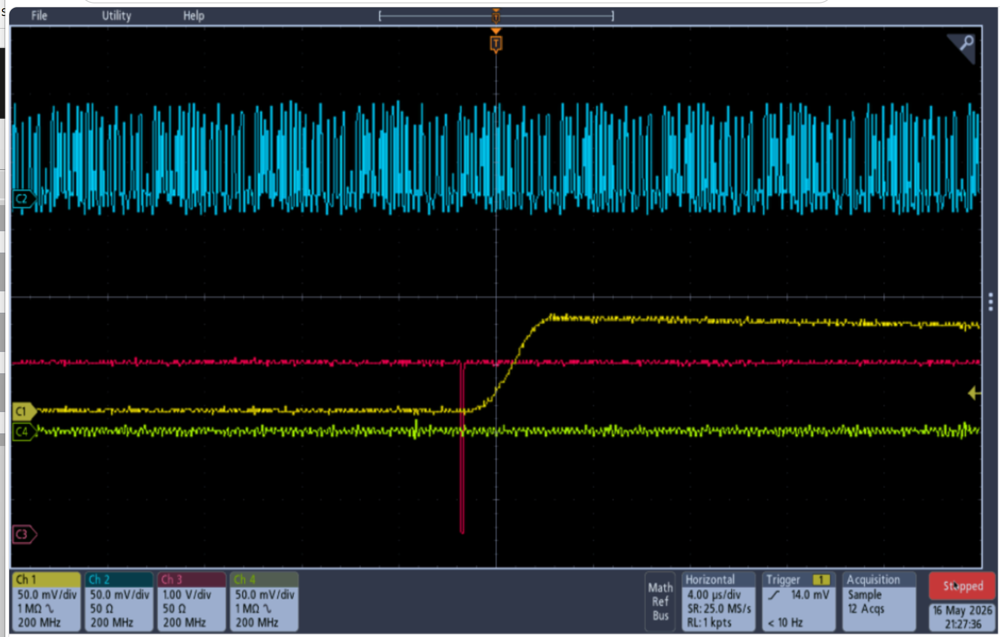 File Utility Help
T
T
C2
C1
C4
C3
Ch 1
50.0 mV/div
1 MΩ
200 MHz
Ch 2
50.0 mV/div
50 Ω
200 MHz
Ch 3
1.00 V/div
50 Ω
200 MHz
Ch 4
50.0 mV/div
1 MΩ
200 MHz
Math
Ref
Bus
Horizontal
4.00 µs/div
SR: 25.0 MS/s
RL: 1 kpts
Trigger 1
14.0 mV
< 10 Hz
Acquisition
Sample
12 Acqs
Stopped
16 May 2026
21:27:36